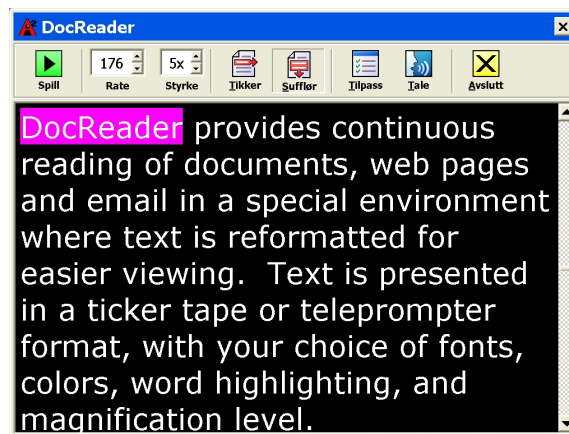 DocReader
176 5x
Spill Rate Styrke Tikker Sufflør Tilpass Tale Avslutt
DocReader provides continuous
reading of documents, web pages
and email in a special environment
where text is reformatted for
easier viewing.  Text is presented
in a ticker tape or teleprompter
format, with your choice of fonts,
colors, word highlighting, and
magnification level.